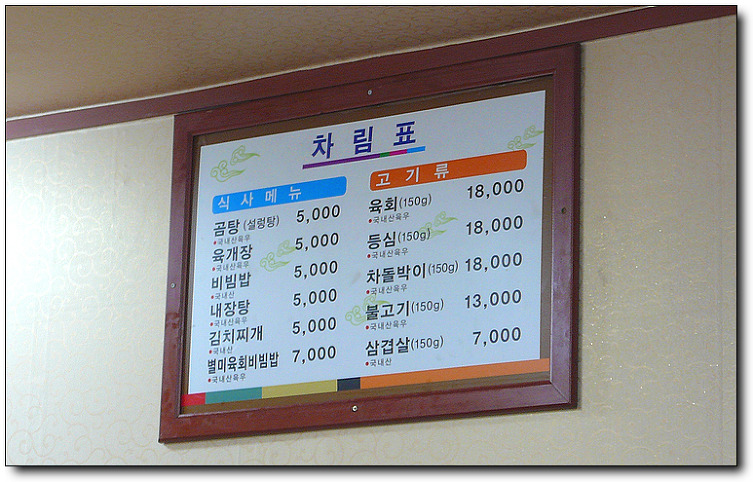 차림표
식사메뉴
곰탕 (설렁탕) 5,000
•국내산육우
육개장 5,000
•국내산육우
비빔밥 5,000
•국내산
내장탕 5,000
•국내산육우
김치찌개 5,000
•국내산
별미육회비빔밥 7,000
•국내산육우
고기류
육회(150g) 18,000
•국내산육우
등심(150g) 18,000
•국내산육우
차돌박이(150g) 18,000
•국내산육우
불고기(150g) 13,000
•국내산육우
삼겹살(150g) 7,000
•국내산